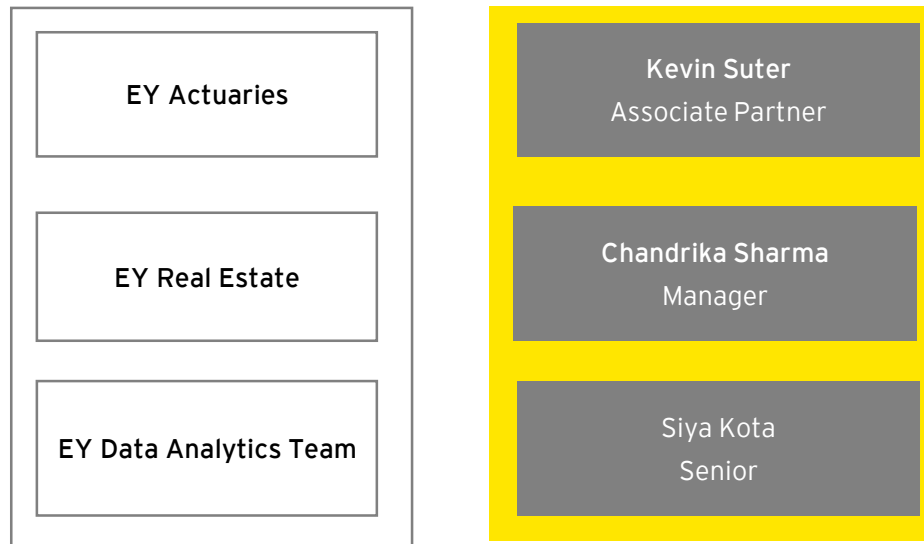 EY Actuaries
EY Real Estate
EY Data Analytics Team
Kevin Suter
Associate Partner
Chandrika Sharma
Manager
Siya Kota
Senior